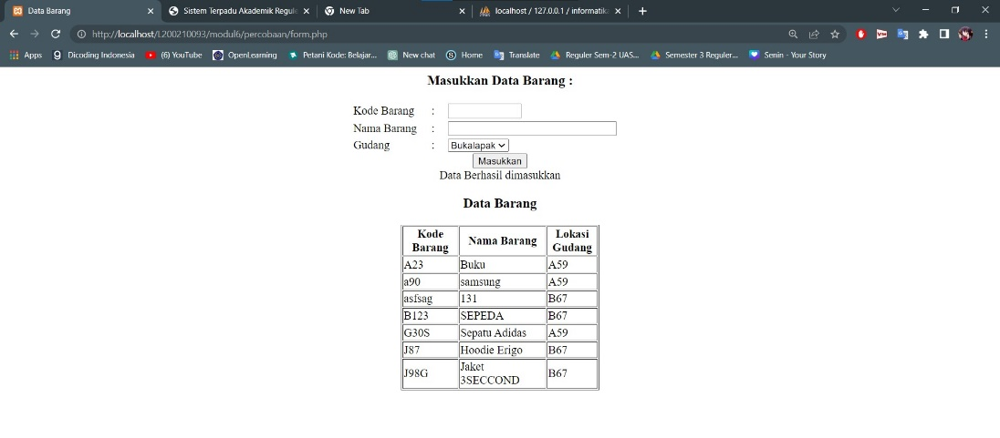 Data Barang
Sistem Terpadu Akademik Regule
New Tab
localhost / 127.0.0.1 / informatika
http://localhost/L200210093/modul6/percobaan/form.php
Apps
Dicoding Indonesia
(6) YouTube
OpenLearning
Petani Kode: Belajar...
New chat
Home
Translate
Reguler Sem-2 UAS...
Semester 3 Reguler...
Senin - Your Story
Masukkan Data Barang :
Kode Barang :
Nama Barang :
Gudang : Bukalapak
Masukkan
Data Berhasil dimasukkan
Data Barang
Kode Barang Nama Barang Lokasi Gudang
A23 Buku A59
a90 samsung A59
asfsag 131 B67
B123 SEPEDA B67
G30S Sepatu Adidas A59
J87 Hoodie Erigo B67
J98G Jaket 3SECCOND B67